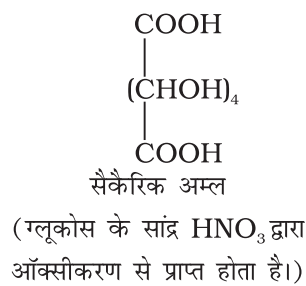 COOH
(CHOH)₄
COOH
सैकैरिक अम्ल
(ग्लूकोस के सांद्र HNO₃ द्वारा
ऑक्सीकरण से प्राप्त होता है।)